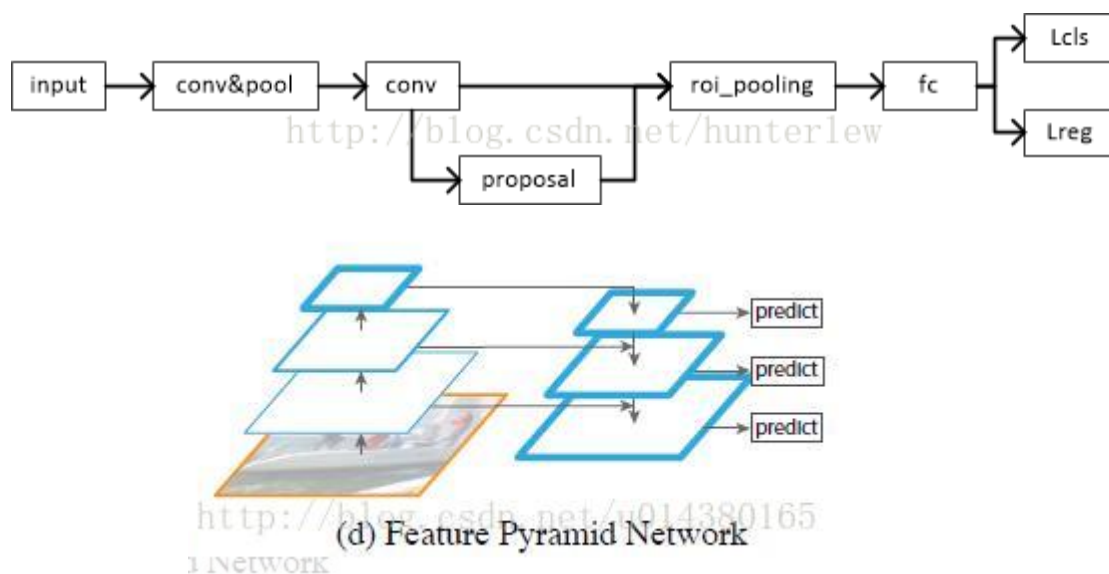 Lcls
input
conv&pool
conv
roi_pooling
fc
http://blog.csdn.net/hunterlew
Lreg
proposal
predict
predict
predict
http://blog.csdn.net/u014380165
(d) Feature Pyramid Network
d Network